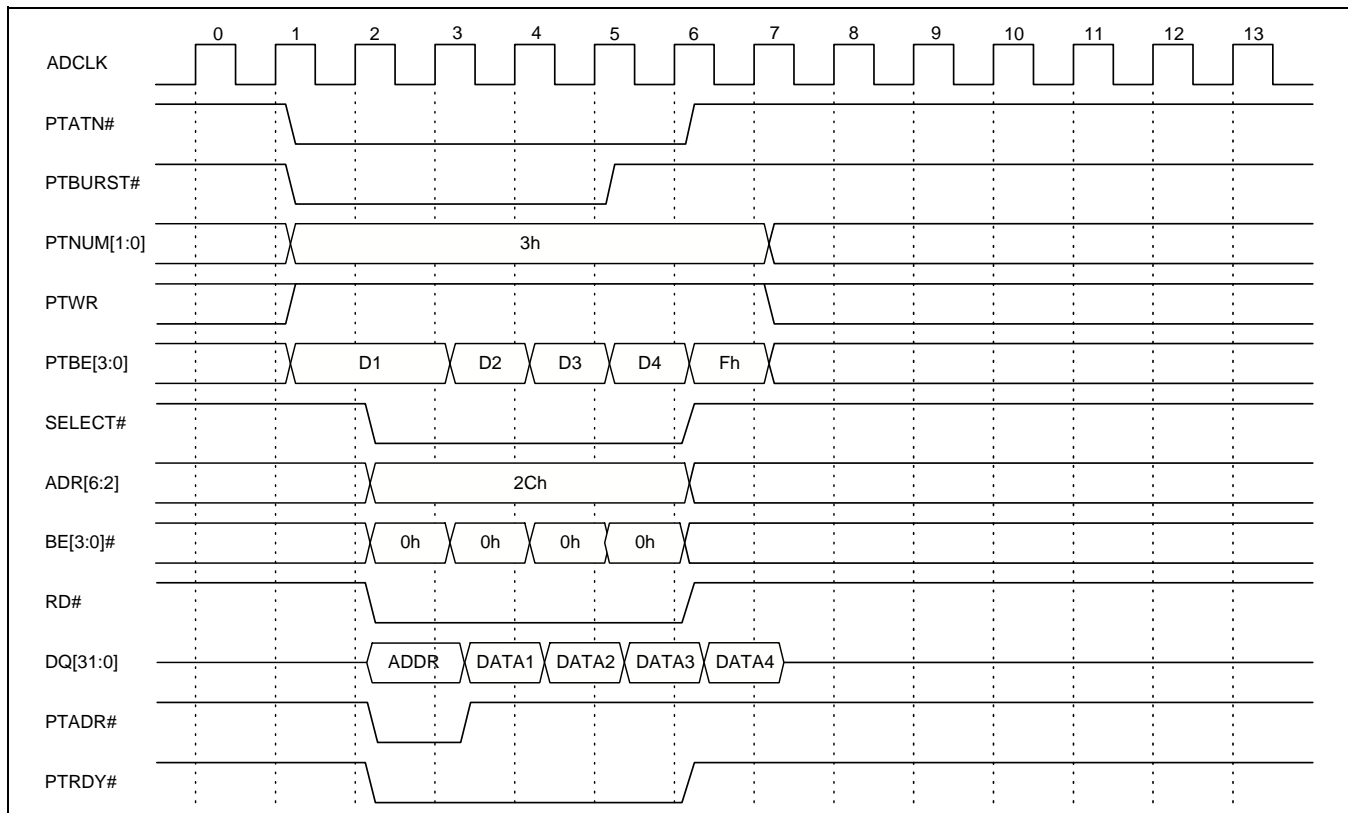 0 1 2 3 4 5 6 7 8 9 10 11 12 13
ADCLK
PTATN#
PTBURST#
PTNUM[1:0] 3h
PTWR
PTBE[3:0] D1 D2 D3 D4 Fh
SELECT#
ADR[6:2] 2Ch
BE[3:0]# 0h 0h 0h 0h
RD#
DQ[31:0] ADDR DATA1 DATA2 DATA3 DATA4
PTADR#
PTRDY#